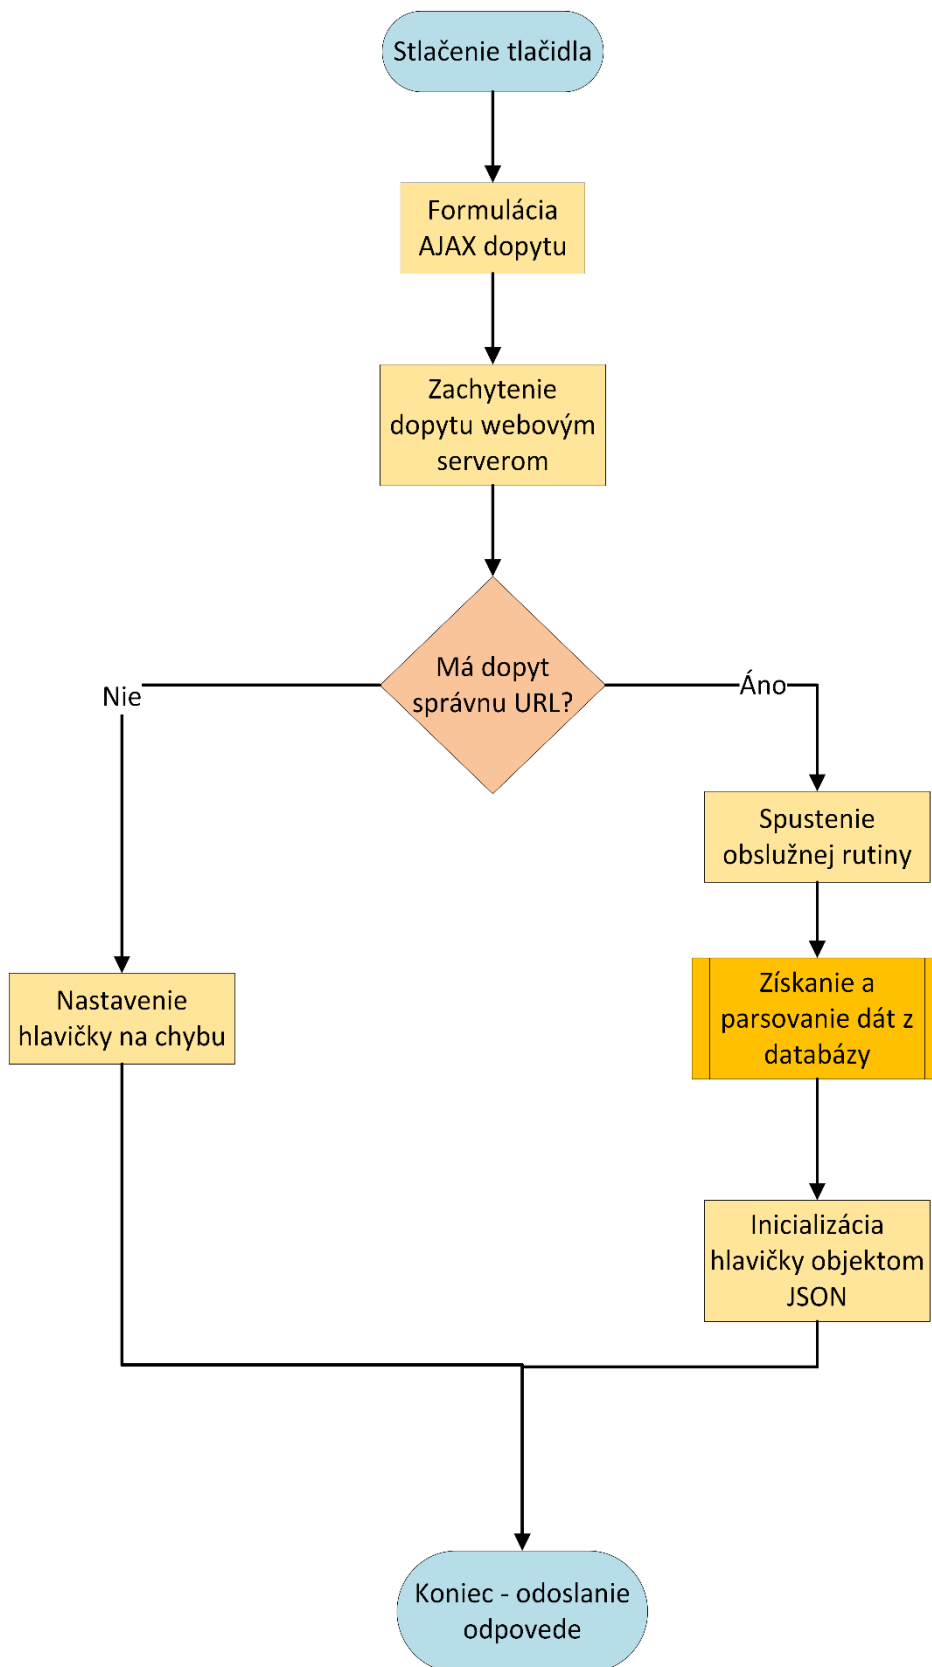 Stlačenie tlačidla
Formulácia
AJAX dopytu
Zachytenie
dopytu webovým
serverom
Má dopyt
správnu URL?
Nie
Áno
Spustenie
obslužnej rutiny
Získanie a
parsovanie dát z
databázy
Nastavenie
hlavičky na chybu
Inicializácia
hlavičky objektom
JSON
Koniec - odoslanie
odpovede